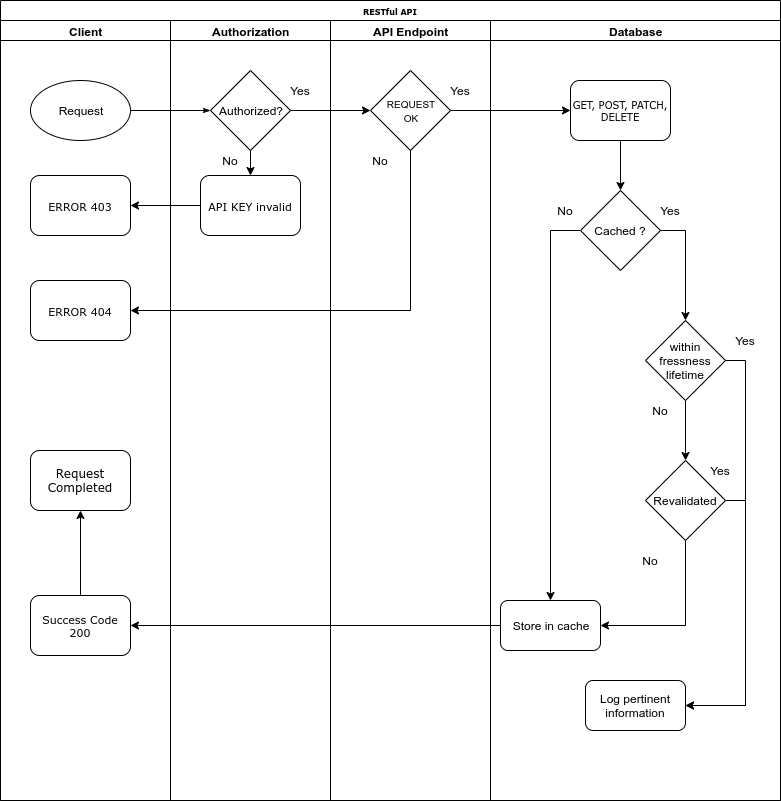 RESTful API
Client
Authorization
API Endpoint
Database
Request
Authorized?
Yes
REQUEST
OK
Yes
GET, POST, PATCH,
DELETE
No
No
ERROR 403
API KEY invalid
No
Cached ?
Yes
ERROR 404
within
fressness
lifetime
Yes
No
Request
Completed
Revalidated
Yes
No
Success Code
200
Store in cache
Log pertinent
information